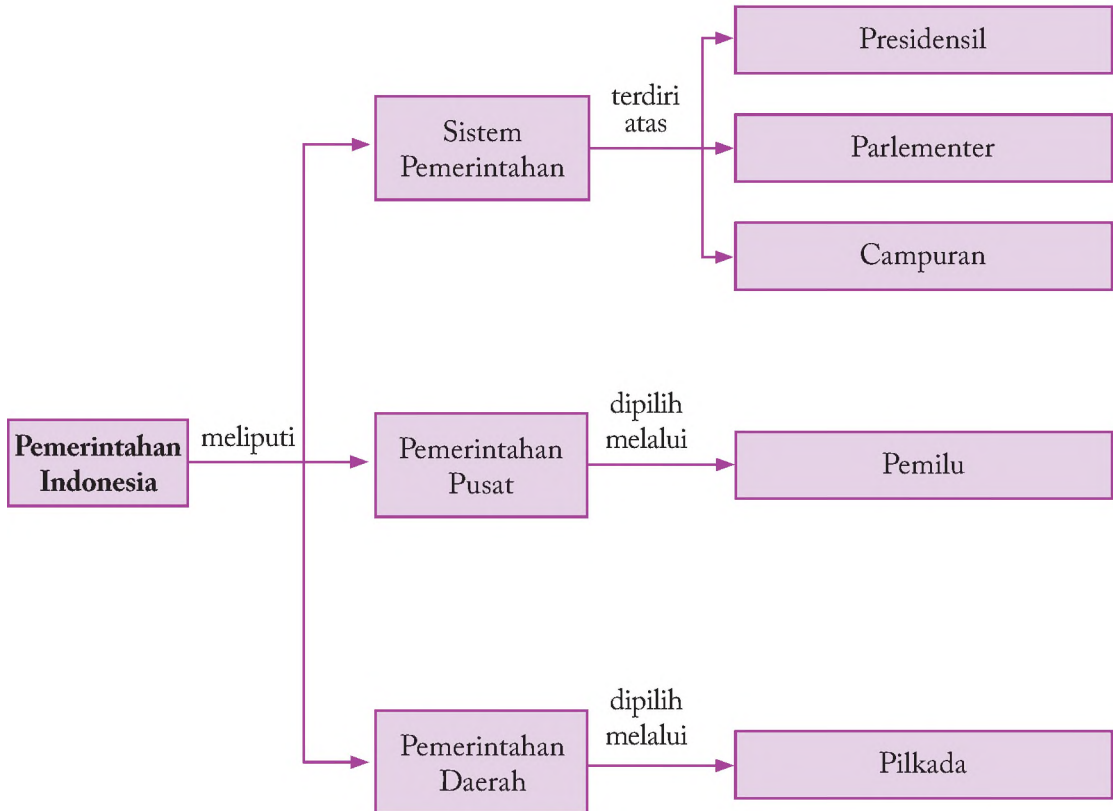 Pemerintahan
Indonesia
meliputi
Sistem
Pemerintahan
terdiri
atas
Presidensil
Parlementer
Campuran
Pemerintahan
Pusat
dipilih
melalui
Pemilu
Pemerintahan
Daerah
dipilih
melalui
Pilkada